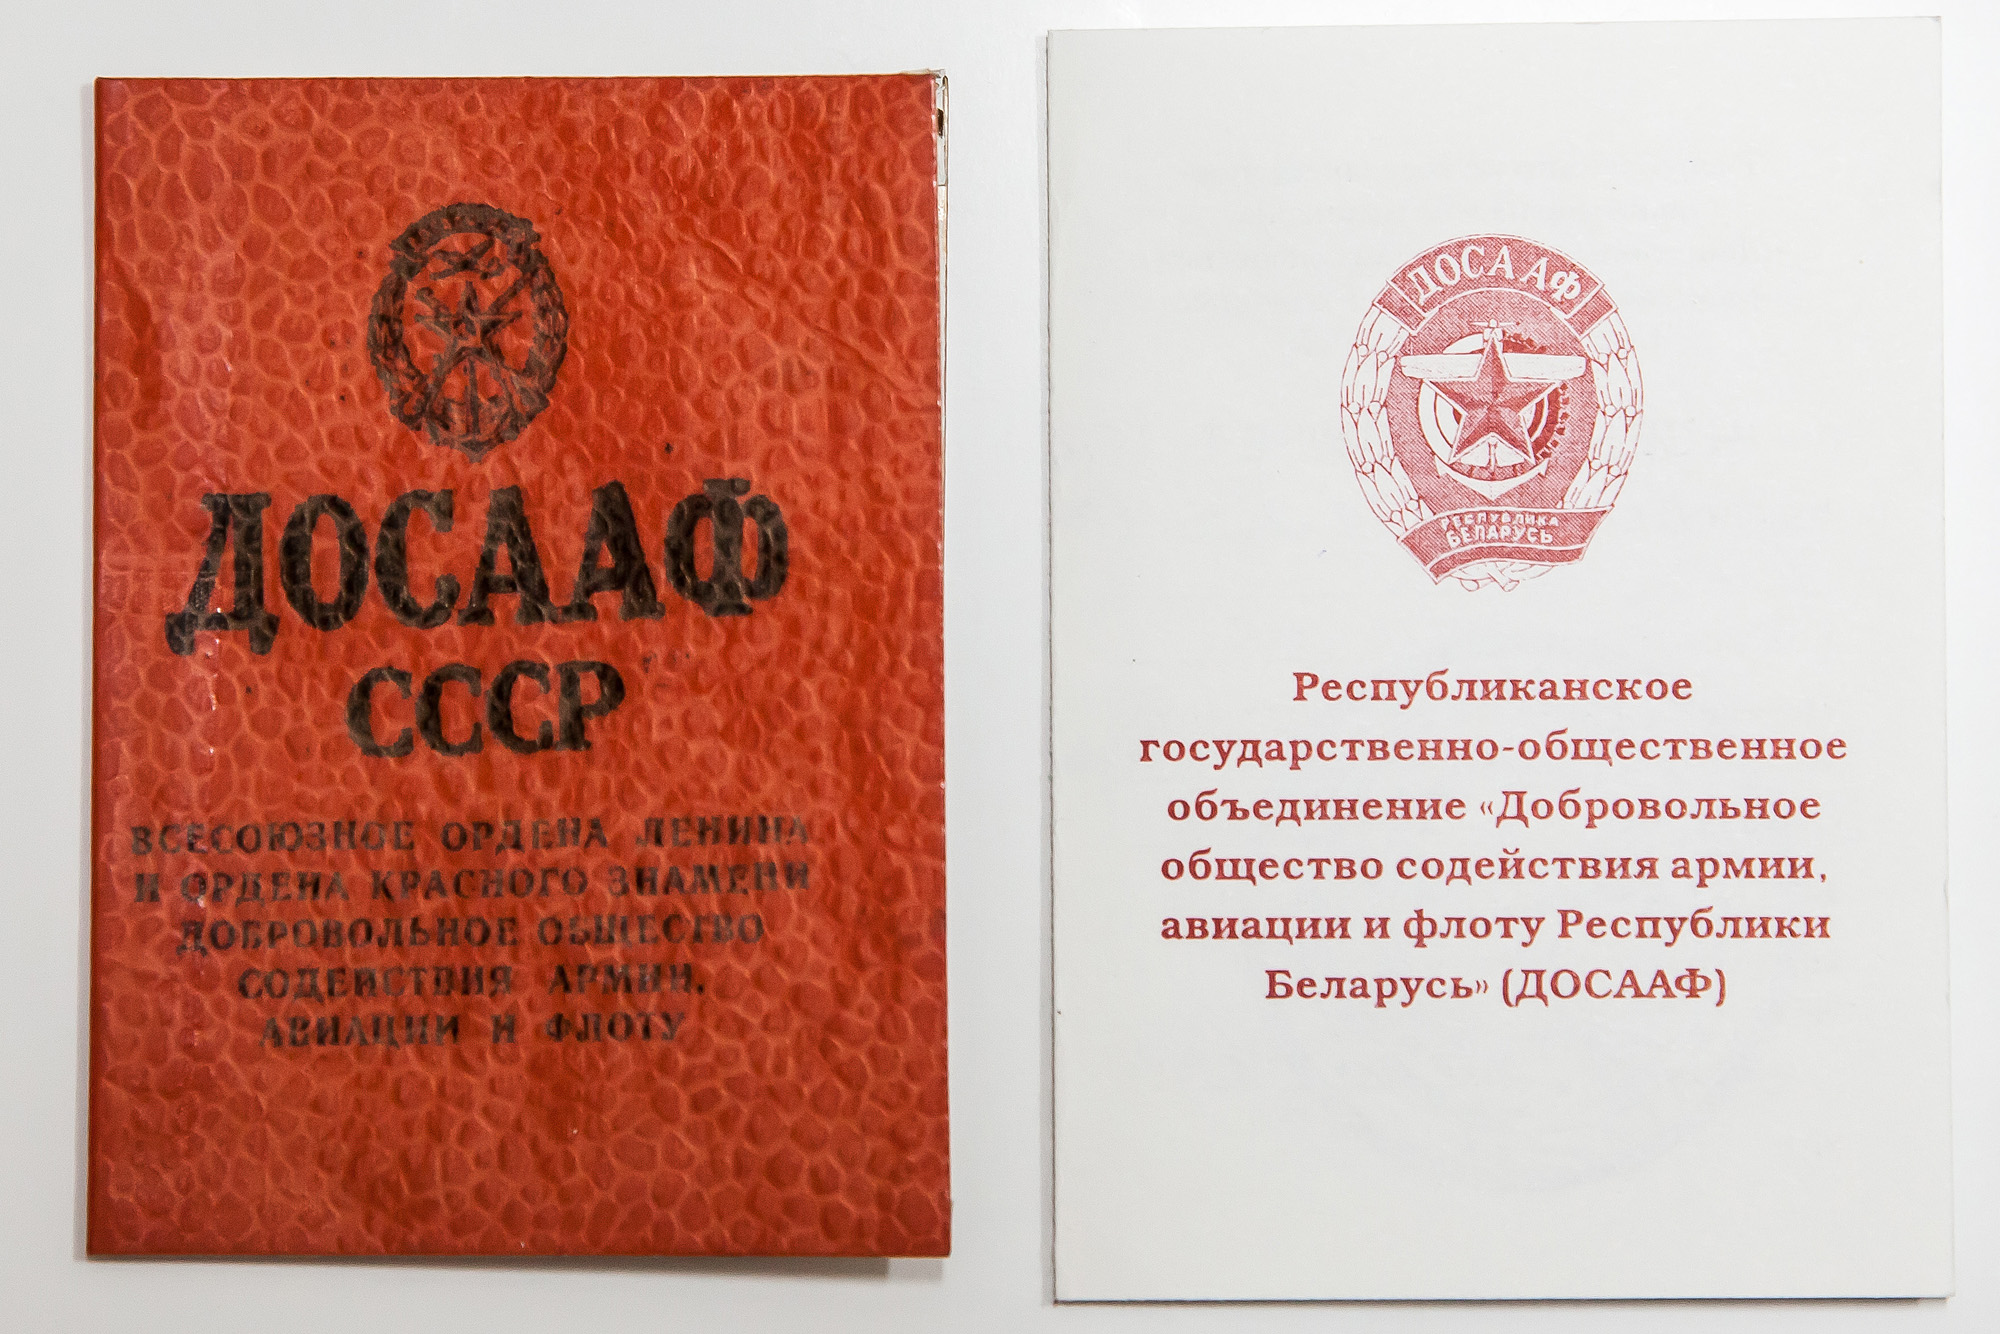 ДОСААФ
СССР
ВСЕСОЮЗНОЕ ОРДЕНА ЛЕНИНА
И ОРДЕНА КРАСНОГО ЗНАМЕНИ
ДОБРОВОЛЬНОЕ ОБЩЕСТВО
СОДЕЙСТВИЯ АРМИИ,
АВИАЦИИ И ФЛОТУ
ДОСААФ
РЕСПУБЛИКА
БЕЛАРУСЬ
Республиканское
государственно-общественное
объединение «Добровольное
общество содействия армии,
авиации и флоту Республики
Беларусь» (ДОСААФ)